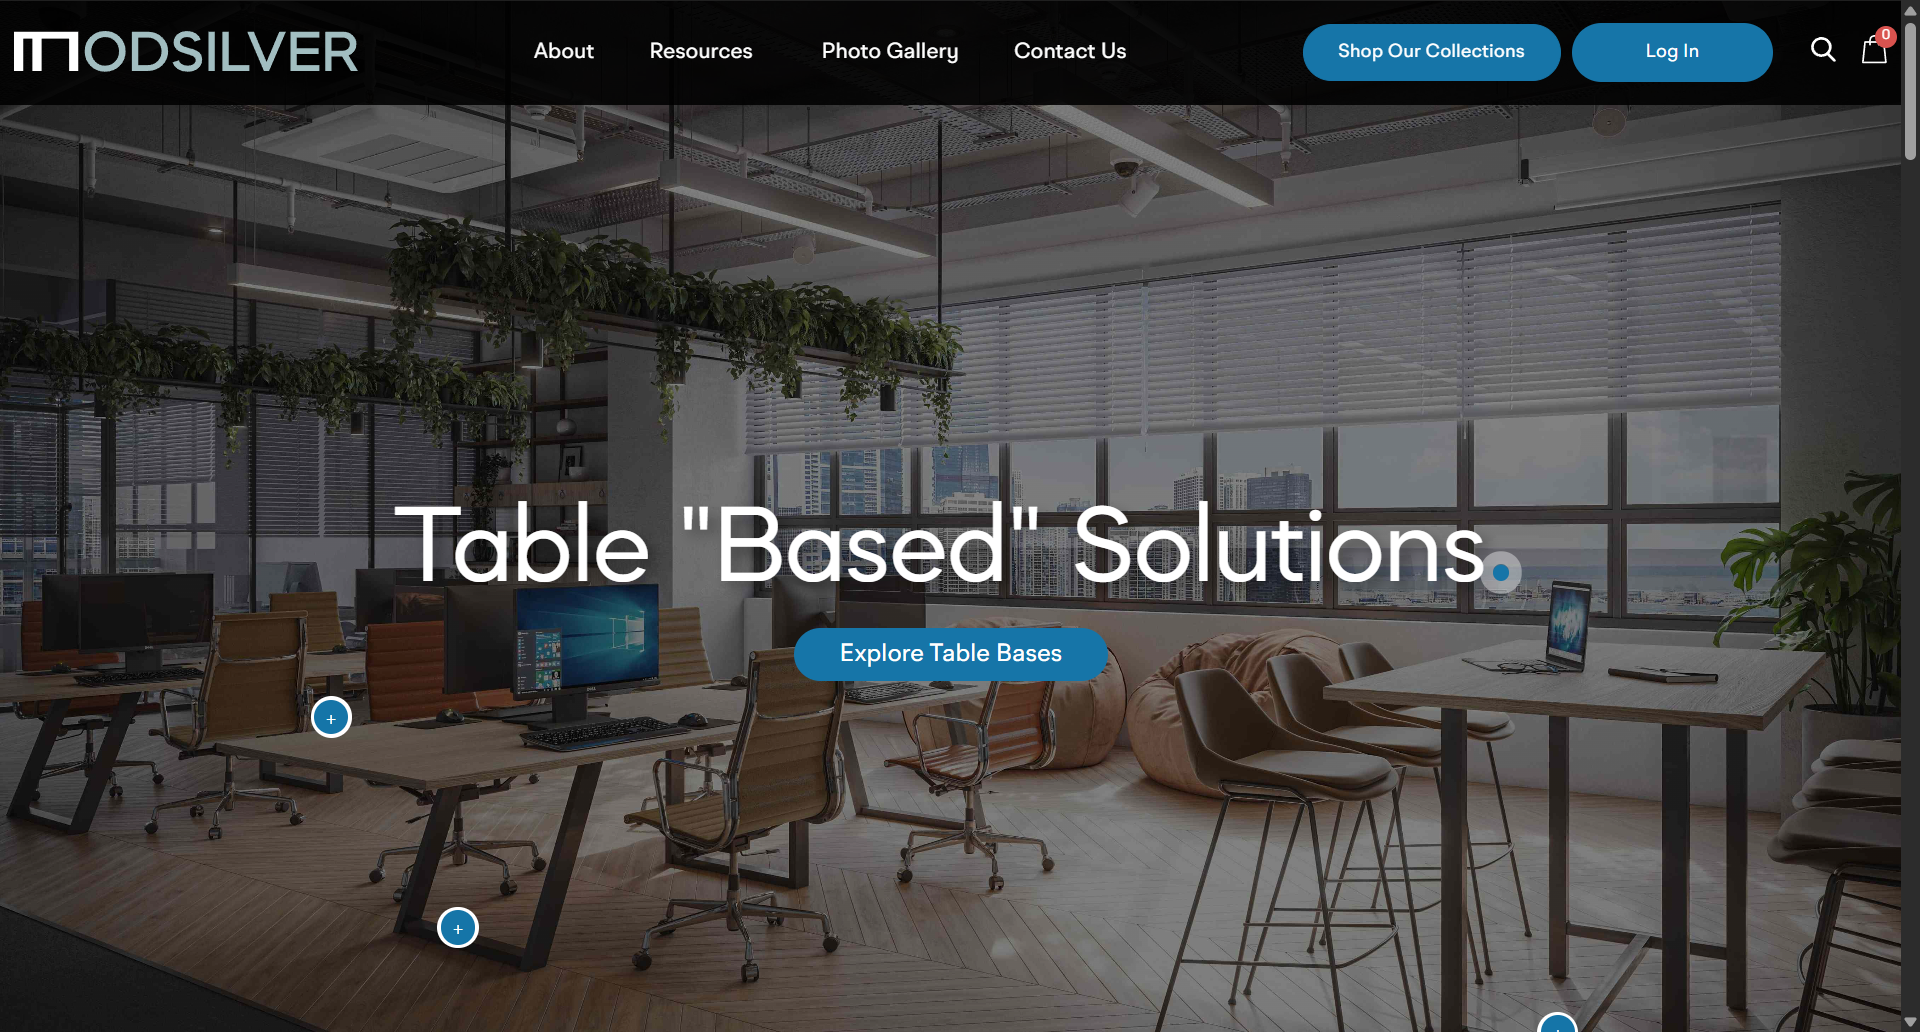 MODSILVER
About
Resources
Photo Gallery
Contact Us
Shop Our Collections
Log In
0
Table "Based" Solutions
Explore Table Bases
+
+